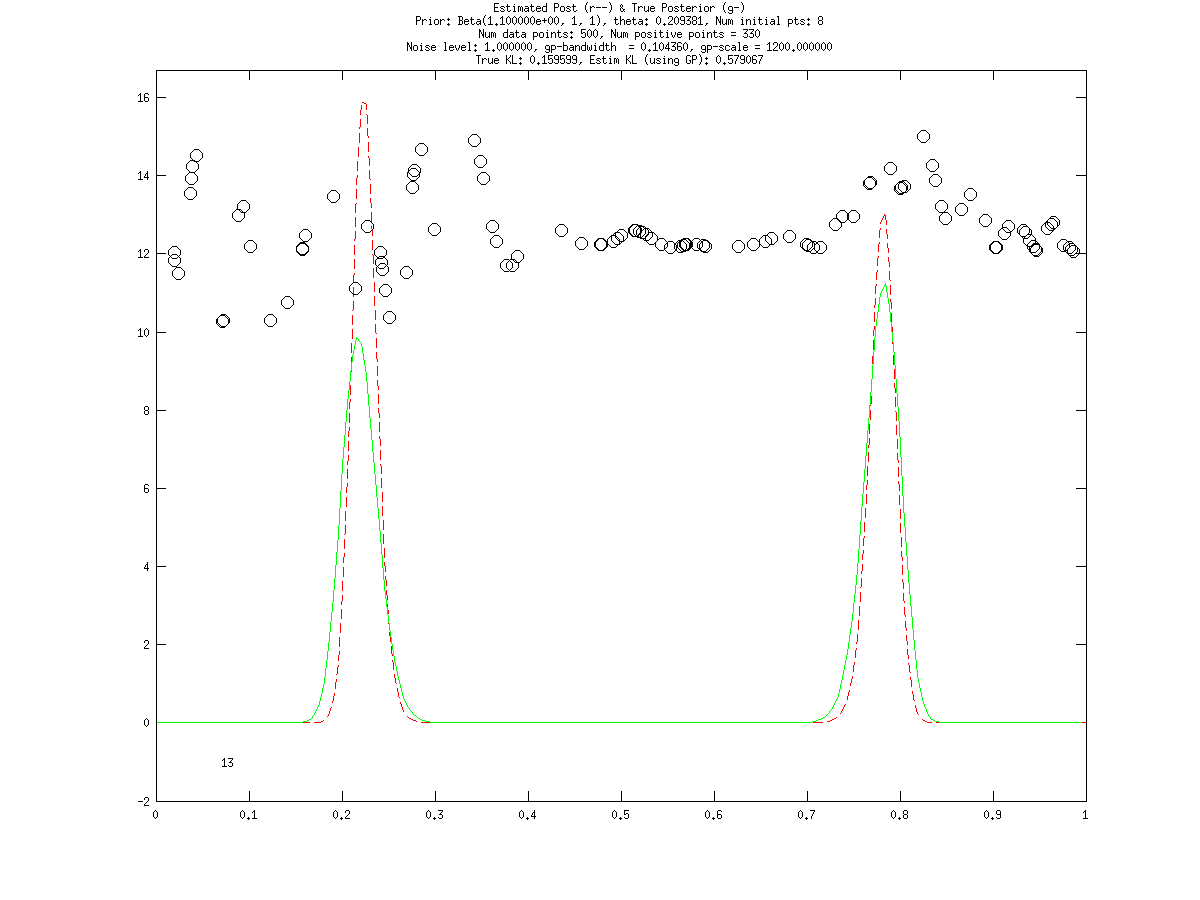 Estimated Post (r--) & True Posterior (g-)
Prior: Beta(1.100000e+00, 1, 1), theta: 0.209381, Num initial pts: 8
Num data points: 500, Num positive points = 330
Noise level: 1.000000, gp-bandwidth  = 0.104360, gp-scale = 1200.000000
True KL: 0.159599, Estim KL (using GP): 0.579067
16
14
12
10
8
6
4
2
0
13
-2
0 0.1 0.2 0.3 0.4 0.5 0.6 0.7 0.8 0.9 1